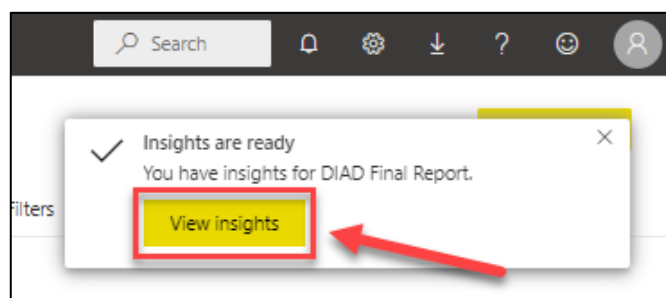 Search
?
Insights are ready
You have insights for DIAD Final Report.
Filters
View insights